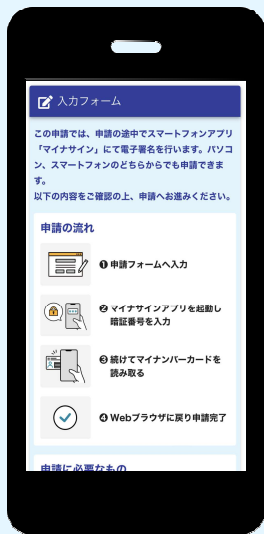 入力フォーム
この申請では、申請の途中でスマートフォンアプリ
「マイナサイン」にて電子署名を行います。パソコ
ン、スマートフォンのどちらからでも申請できま
す。
以下の内容をご確認の上、申請へお進みください。
申請の流れ
❶ 申請フォームへ入力
❷ マイナサインアプリを起動し
暗証番号を入力
❸ 続けてマイナンバーカードを
読み取る
❹ Webブラウザに戻り申請完了
申請に必要なもの